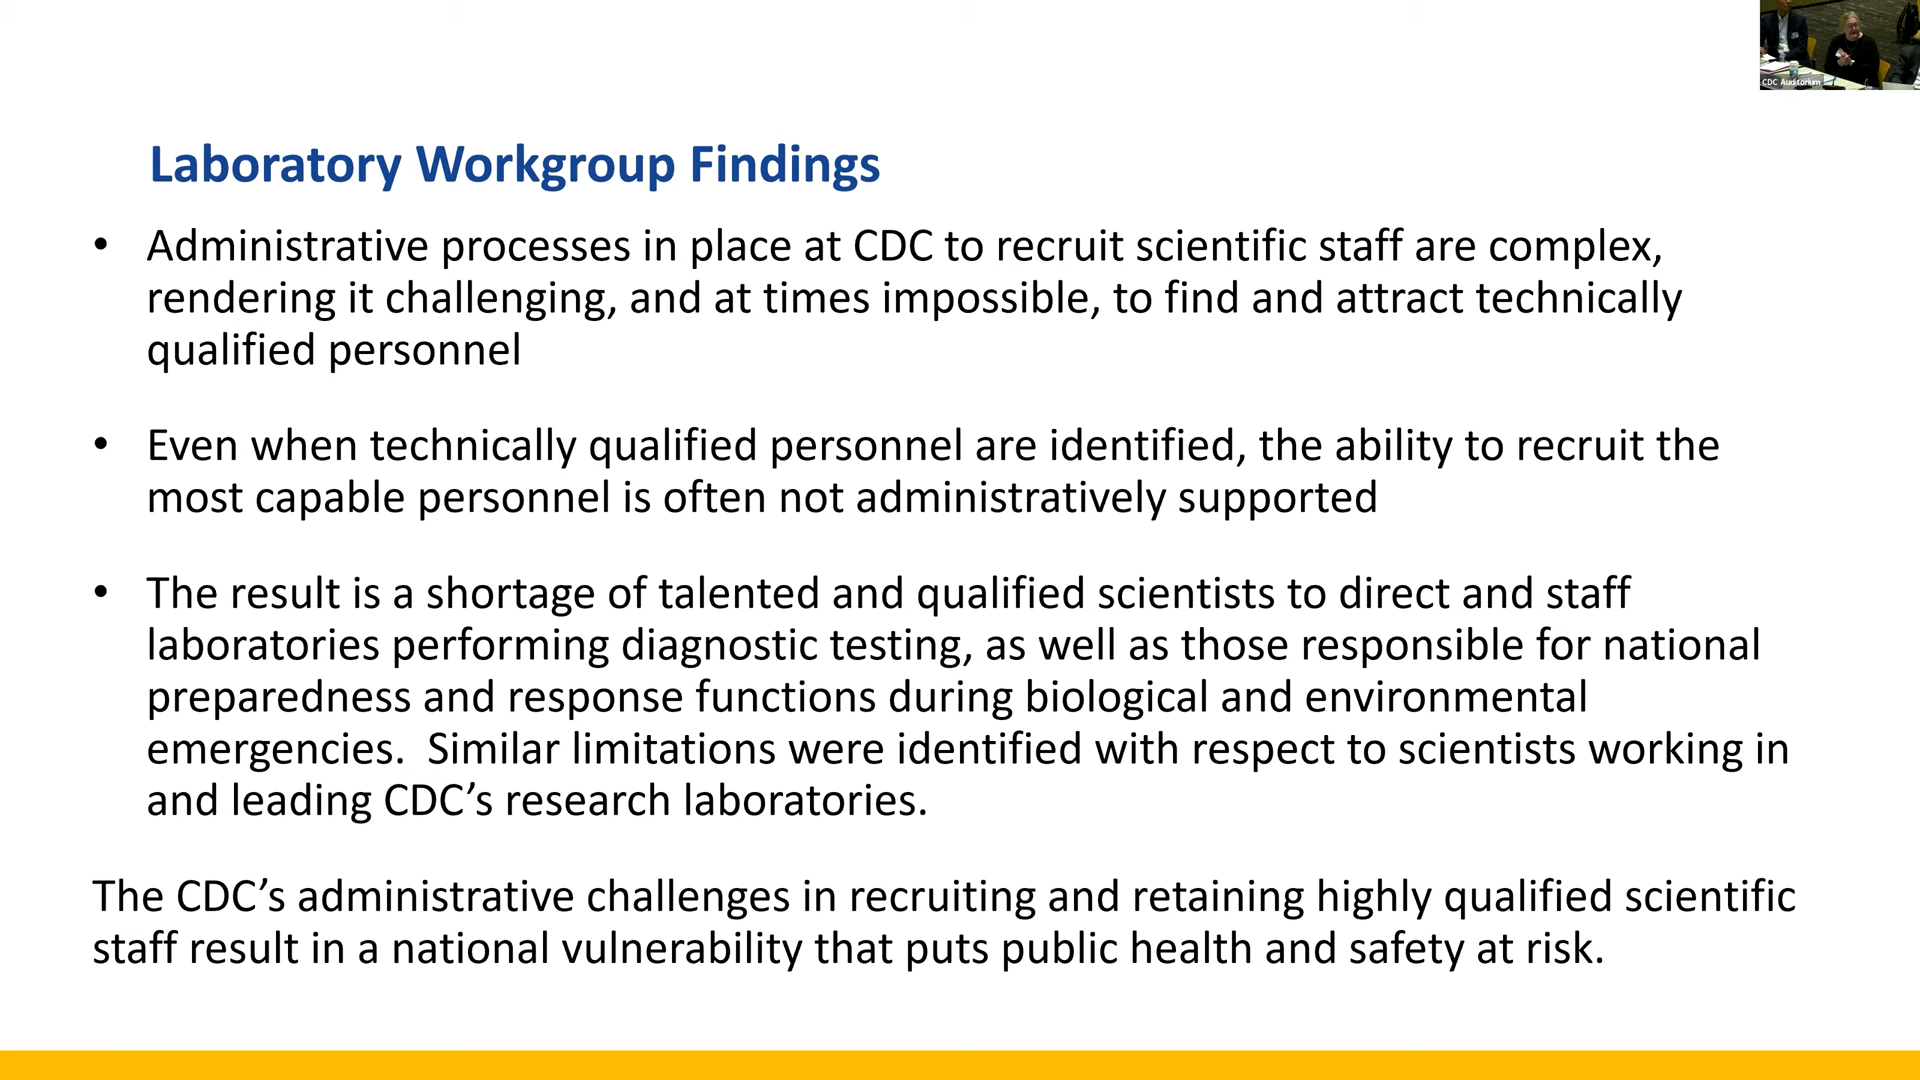 CDC Auditorium
Laboratory Workgroup Findings
• Administrative processes in place at CDC to recruit scientific staff are complex,
rendering it challenging, and at times impossible, to find and attract technically
qualified personnel
• Even when technically qualified personnel are identified, the ability to recruit the
most capable personnel is often not administratively supported
• The result is a shortage of talented and qualified scientists to direct and staff
laboratories performing diagnostic testing, as well as those responsible for national
preparedness and response functions during biological and environmental
emergencies.  Similar limitations were identified with respect to scientists working in
and leading CDC’s research laboratories.
The CDC’s administrative challenges in recruiting and retaining highly qualified scientific
staff result in a national vulnerability that puts public health and safety at risk.